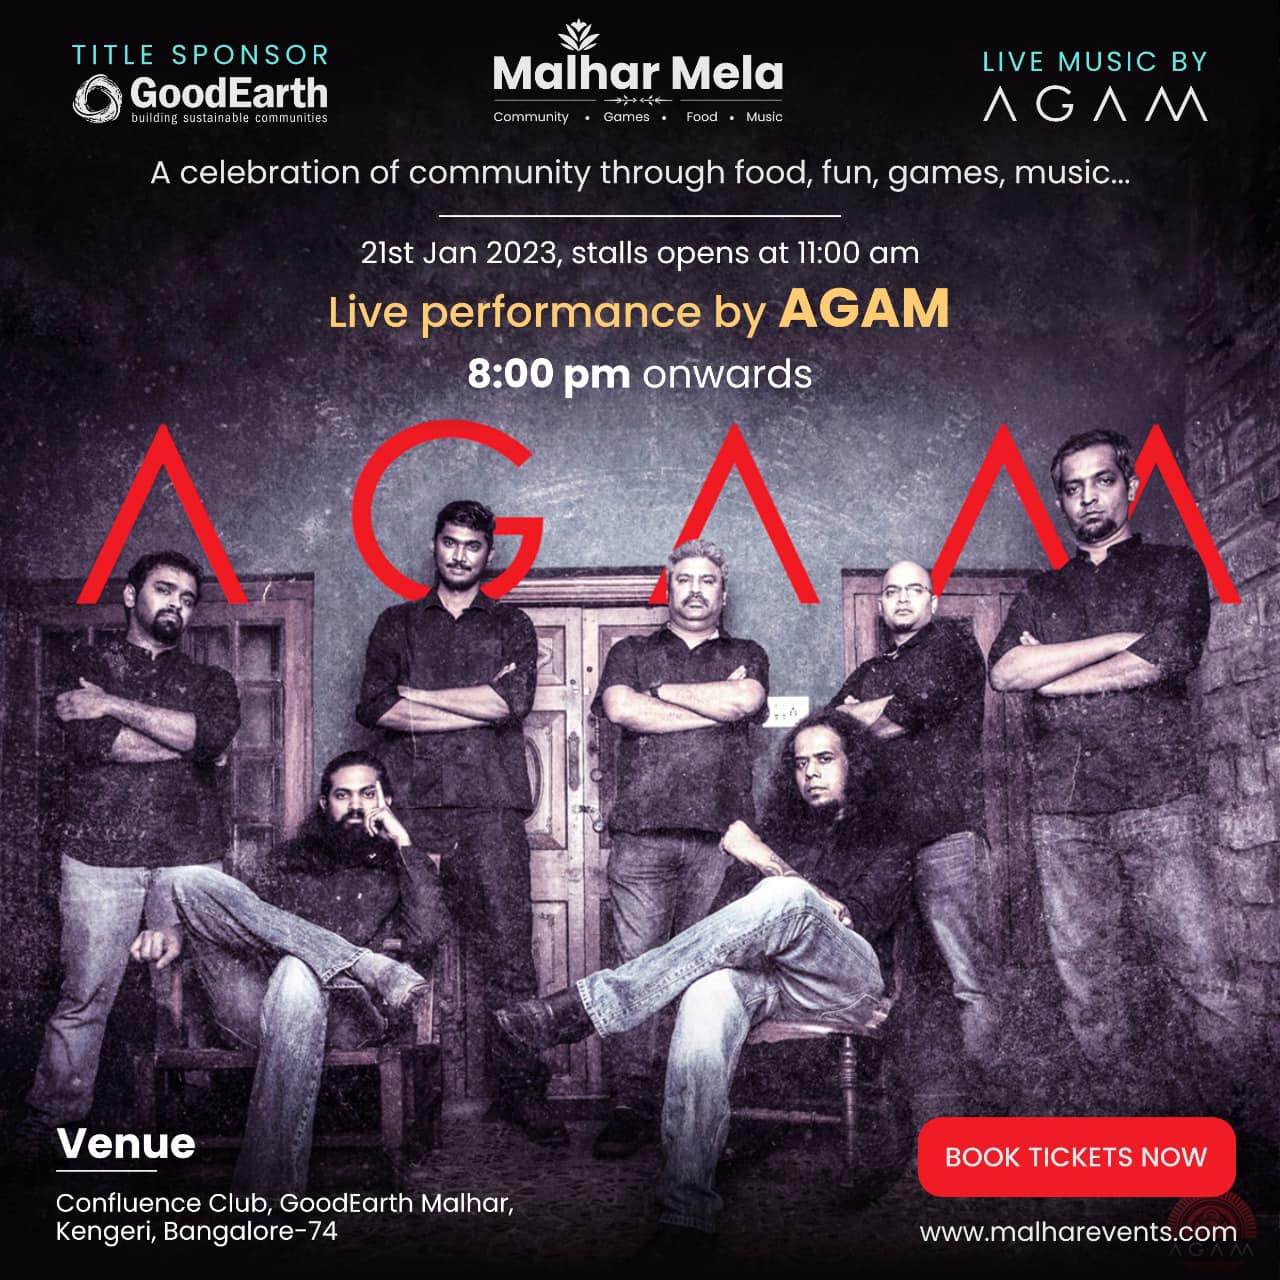 TITLE SPONSOR
GoodEarth
building sustainable communities
Malhar Mela
Community • Games • Food • Music
LIVE MUSIC BY
AGAM
A celebration of community through food, fun, games, music...
21st Jan 2023, stalls opens at 11:00 am
Live performance by AGAM
8:00 pm onwards
AGAM
Venue
Confluence Club, GoodEarth Malhar,
Kengeri, Bangalore-74
BOOK TICKETS NOW
www.malharevents.com
AGAM